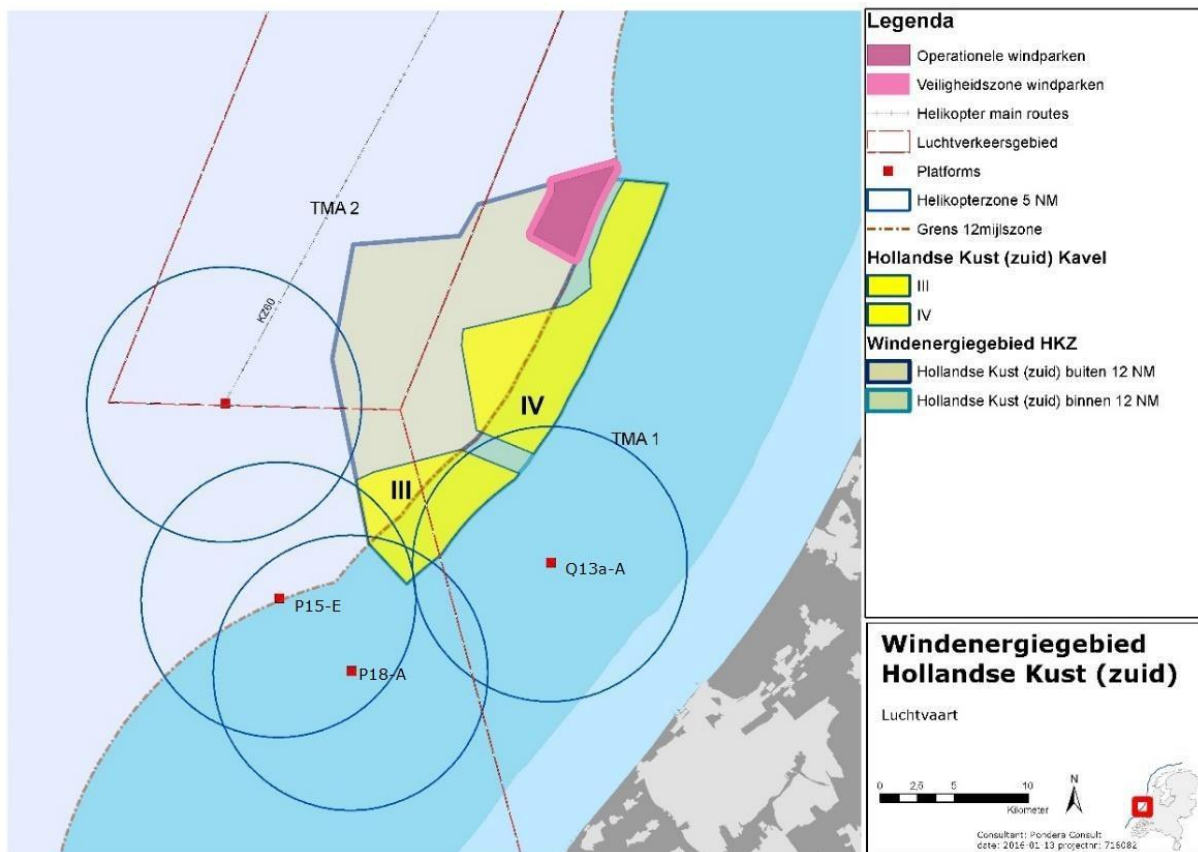 TMA 2
KZ60
IV
TMA 1
III
Q13a-A
P15-E
P18-A
Legenda
Operationele windparken
Veiligheidszone windparken
Helikopter main routes
Luchtverkeersgebied
Platforms
Helikopterzone 5 NM
Grens 12mijlszone
Hollandse Kust (zuid) Kavel
III
IV
Windenergiegebied HKZ
Hollandse Kust (zuid) buiten 12 NM
Hollandse Kust (zuid) binnen 12 NM
Windenergiegebied
Hollandse Kust (zuid)
Luchtvaart
0 2,5 5 10
Kilometer
N
Consultant: Pondera Consult
date: 2016-01-13 projectnr: 716082